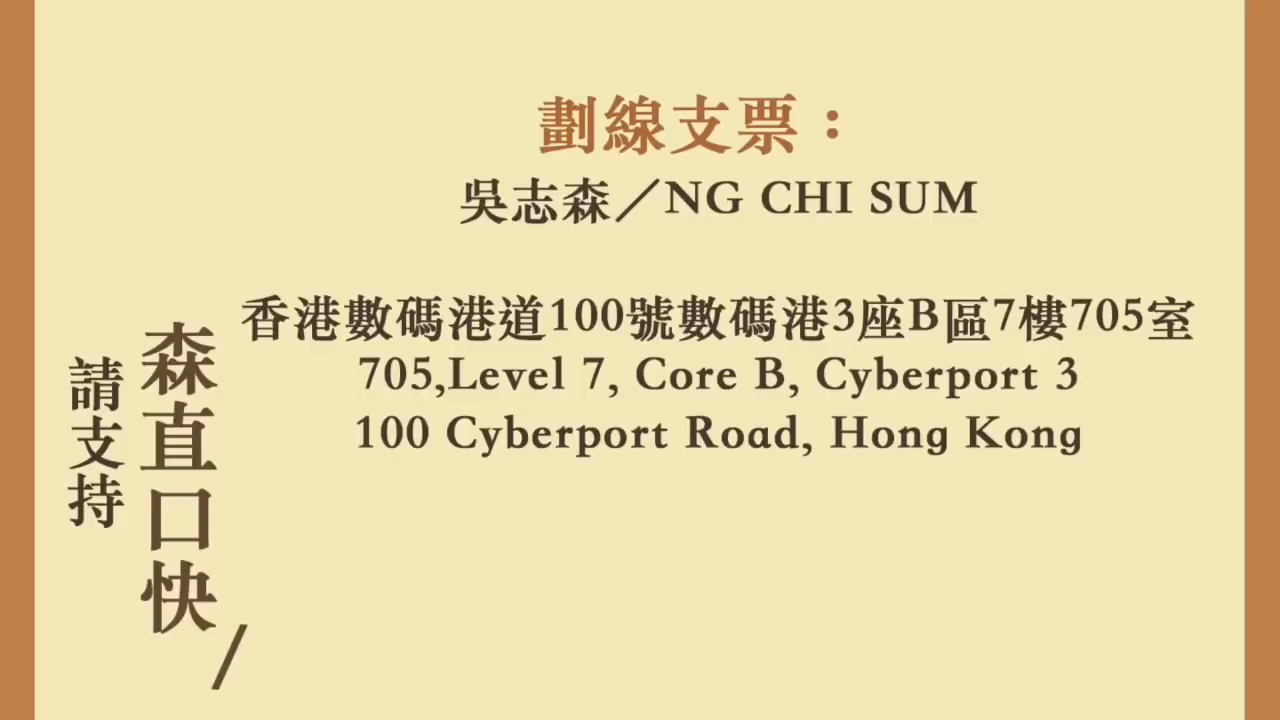 劃線支票：
吳志森／NG CHI SUM
香港數碼港道100號數碼港3座B區7樓705室
705,Level 7, Core B, Cyberport 3
100 Cyberport Road, Hong Kong
請支持
森直口快/